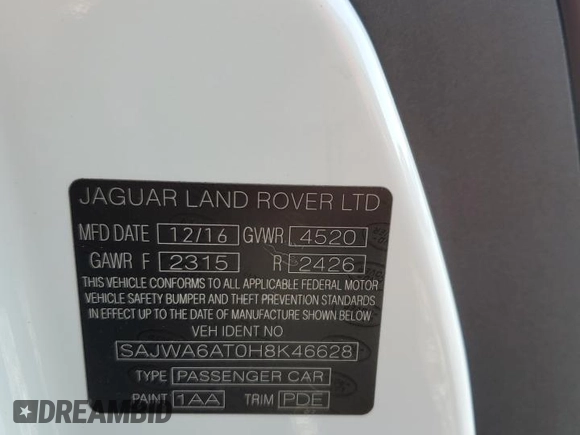 JAGUAR LAND ROVER LTD
MFD DATE 12/16 GVWR. 4520
GAWR F 2315 R 2426
THIS VEHICLE CONFORMS TO ALL APPLICABLE FEDERAL MOTOR
VEHICLE SAFETY BUMPER AND THEFT PREVENTION STANDARDS
IN EFFECT UP TO THE DATE OF MANUFACTURE SHOWN ABOVE.
VEH IDENT NO
SAJWA6AT0H8K46628
TYPE PASSENGER CAR
PAINT 1AA TRIM PDE
DREAMBID